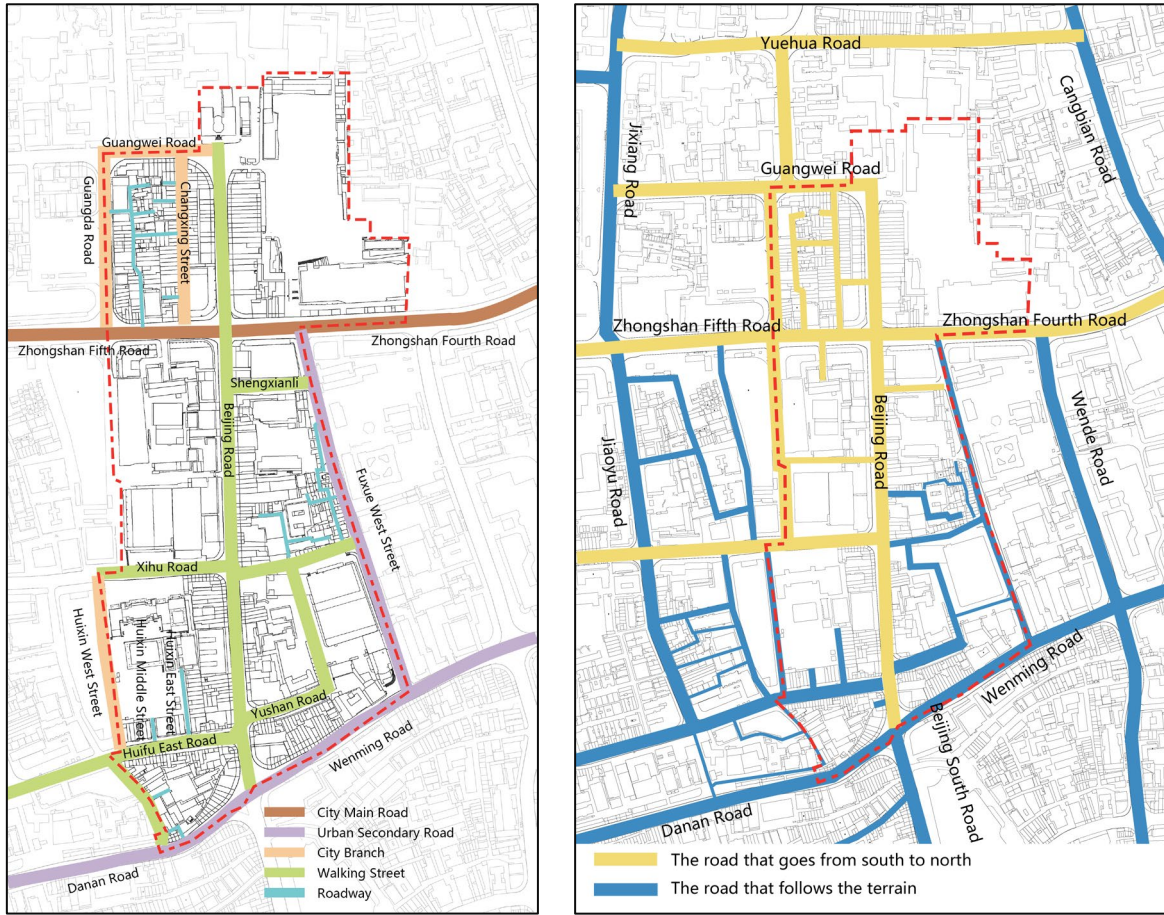 Guangwei Road
Guangda Road
Changxing Street
Zhongshan Fifth Road
Zhongshan Fourth Road
Shengxianli
Beijing Road
Fuxue West Street
Xihu Road
Huixin West Street
Huixin Middle Street
Huixin East Street
Yushan Road
Huifu East Road
Wenming Road
Danan Road
City Main Road
Urban Secondary Road
City Branch
Walking Street
Roadway
Yuehua Road
Cangbian Road
Jixiang Road
Guangwei Road
Zhongshan Fifth Road
Zhongshan Fourth Road
Beijing Road
Wende Road
Jiaoyu Road
Wenming Road
Beijing South Road
Danan Road
The road that goes from south to north
The road that follows the terrain